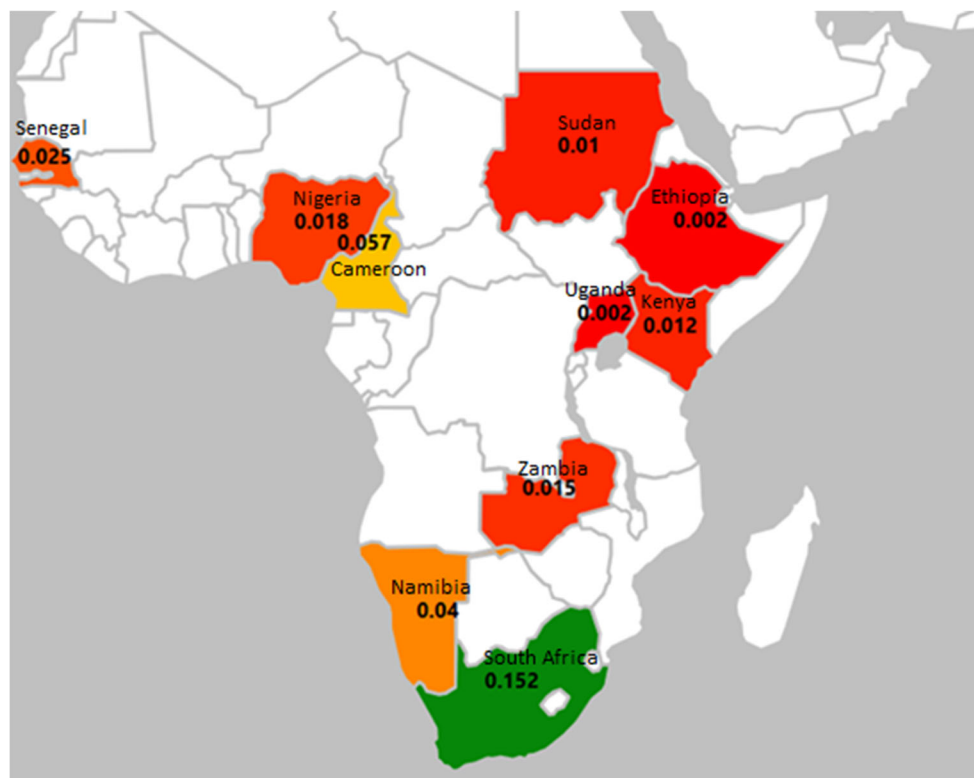 Senegal
0.025
Nigeria
0.018
0.057
Cameroon
Sudan
0.01
Ethiopia
0.002
Uganda
0.002
Kenya
0.012
Zambia
0.015
Namibia
0.04
South Africa
0.152